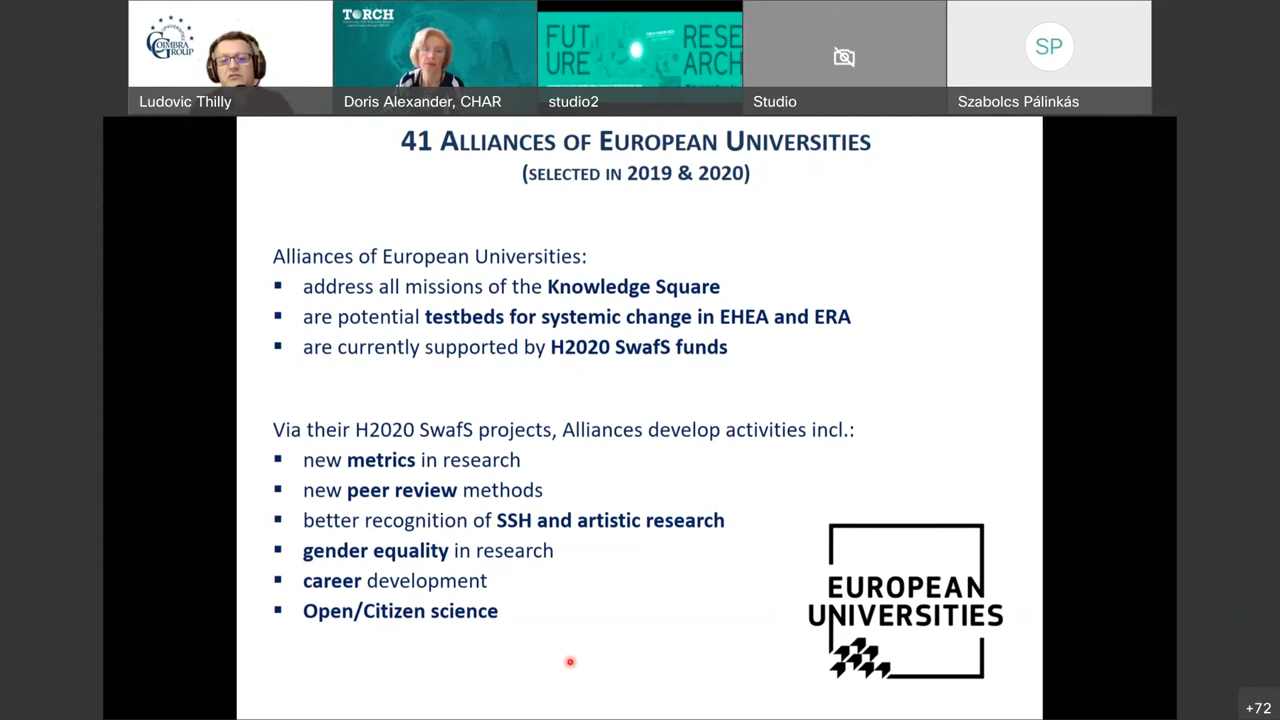 UNIVERSITIES
COIMBRA
GROUP
TORCH
FUT
URE
RESE
ARCH
SP
Ludovic Thilly
Doris Alexander, CHAR
studio2
Studio
Szabolcs Pálinkás
41 ALLIANCES OF EUROPEAN UNIVERSITIES
(SELECTED IN 2019 & 2020)
Alliances of European Universities:
▪ address all missions of the Knowledge Square
▪ are potential testbeds for systemic change in EHEA and ERA
▪ are currently supported by H2020 SwafS funds
Via their H2020 SwafS projects, Alliances develop activities incl.:
▪ new metrics in research
▪ new peer review methods
▪ better recognition of SSH and artistic research
▪ gender equality in research
▪ career development
▪ Open/Citizen science
EUROPEAN
UNIVERSITIES
+72